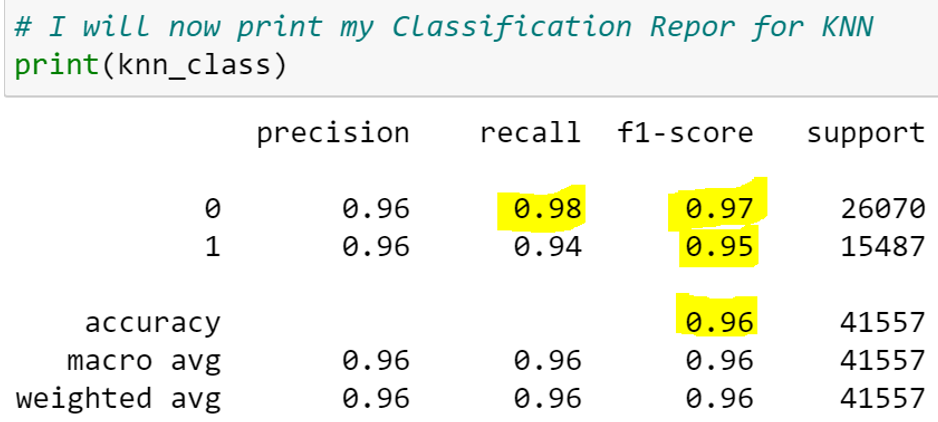 # I will now print my Classification Repor for KNN
print(knn_class)
precision recall f1-score support
0 0.96 0.98 0.97 26070
1 0.96 0.94 0.95 15487
accuracy 0.96 41557
macro avg 0.96 0.96 0.96 41557
weighted avg 0.96 0.96 0.96 41557